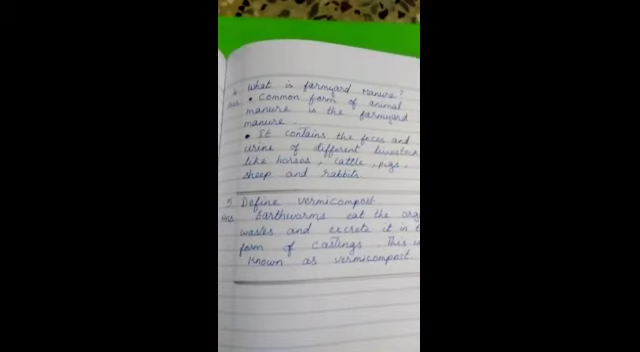 4. What is farmyard Manure?
Ans. • Common form of animal
manure is the farmyard
manure.
• It contains the feces and
urine of different livestock
like horses, cattle, pigs,
sheep and rabbits
5. Define vermicompost.
Ans. Earthworms eat the
wastes and excrete it in
form of castings. This
known as vermicompost.